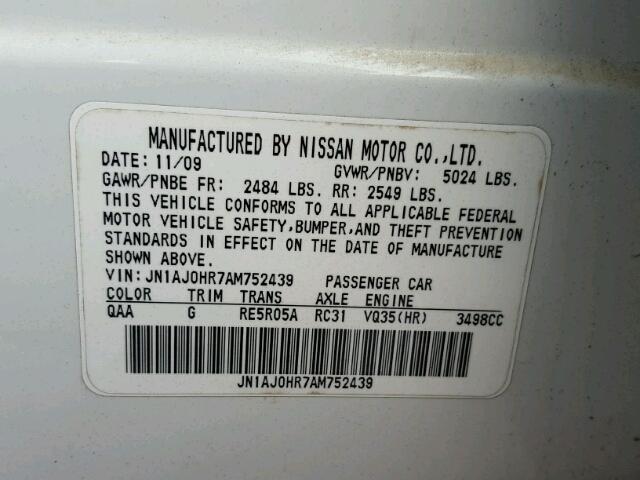 MANUFACTURED BY NISSAN MOTOR CO.,LTD.
DATE: 11/09 GVWR/PNBV: 5024 LBS.
GAWR/PNBE FR: 2484 LBS. RR: 2549 LBS.
THIS VEHICLE CONFORMS TO ALL APPLICABLE FEDERAL
MOTOR VEHICLE SAFETY,BUMPER,AND THEFT PREVENTION
STANDARDS IN EFFECT ON THE DATE OF MANUFACTURE
SHOWN ABOVE.
VIN:JN1AJ0HR7AM752439 PASSENGER CAR
COLOR TRIM TRANS AXLE ENGINE
QAA G RE5R05A RC31 VQ35(HR) 3498CC
JN1AJ0HR7AM752439